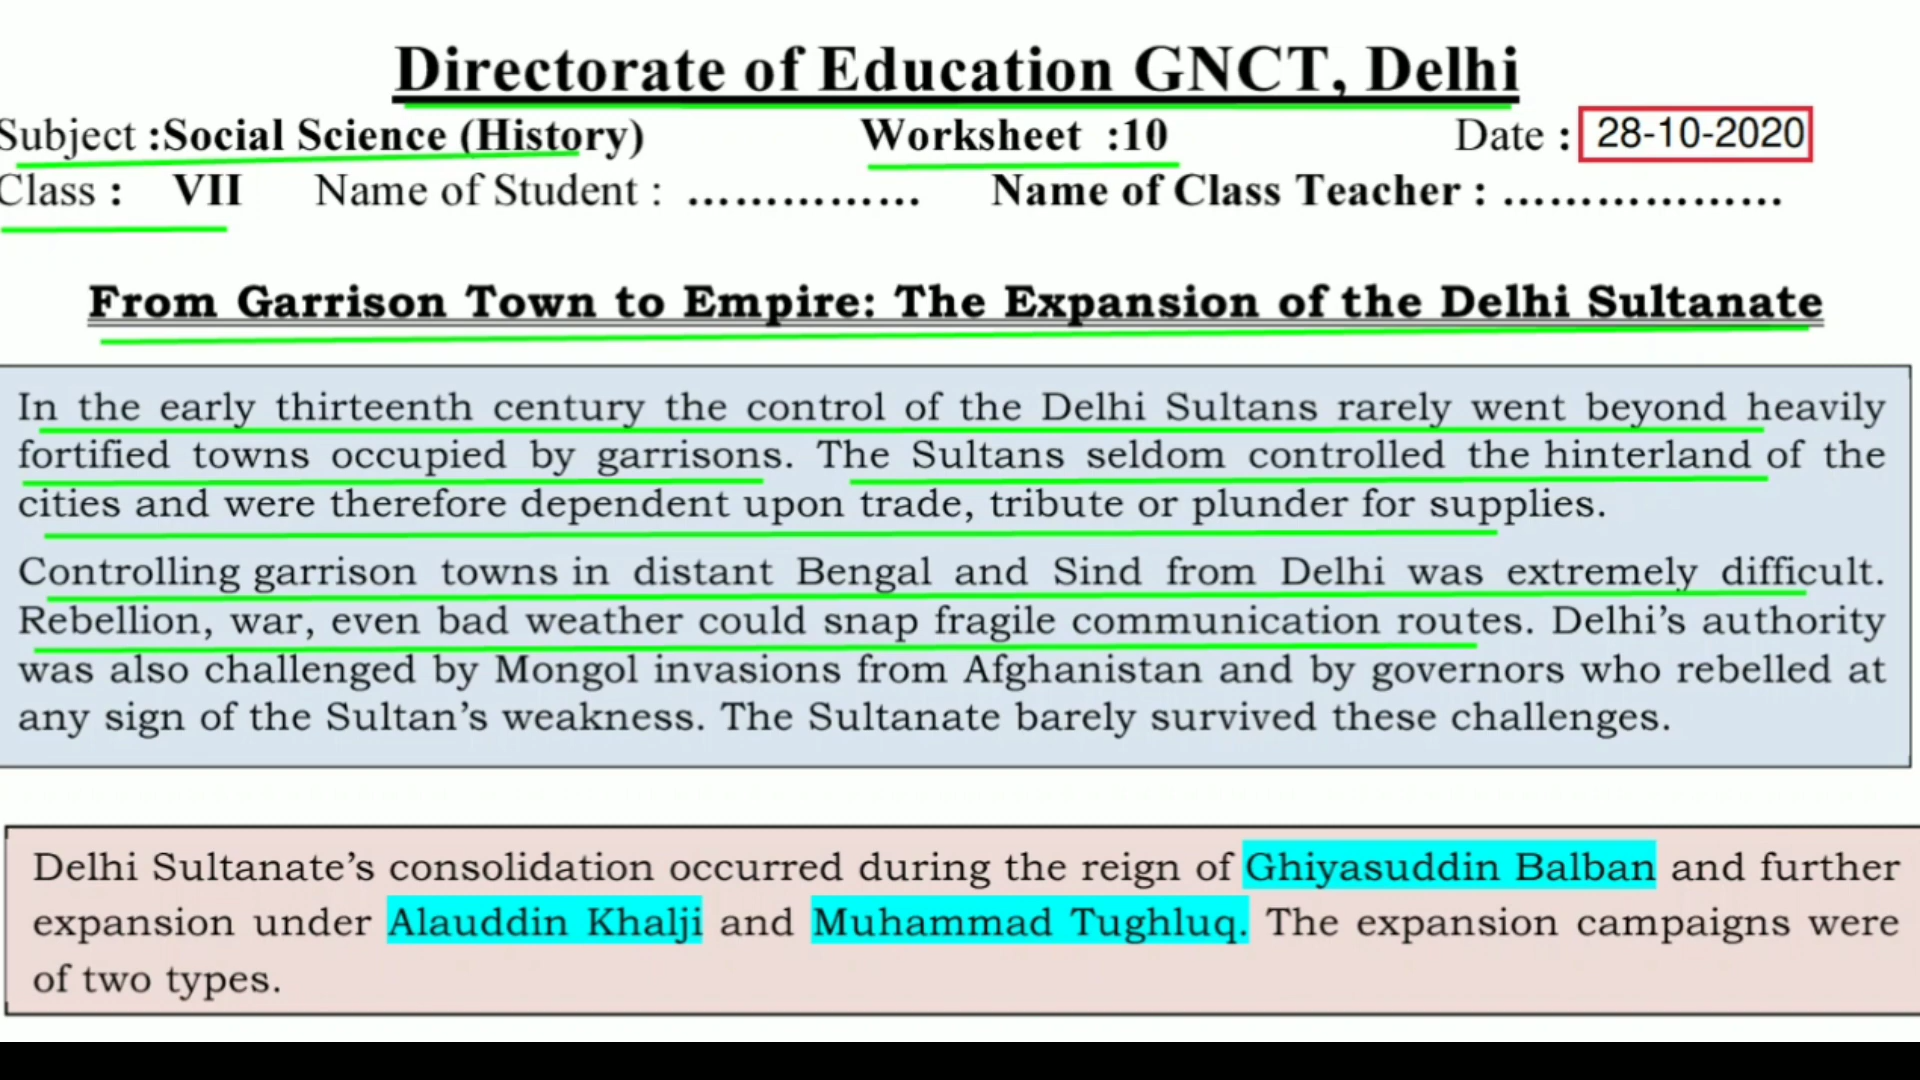 Directorate of Education GNCT, Delhi
Subject :Social Science (History) Worksheet :10 Date : 28-10-2020
Class : VII Name of Student : …………… Name of Class Teacher : ………………
From Garrison Town to Empire: The Expansion of the Delhi Sultanate
In the early thirteenth century the control of the Delhi Sultans rarely went beyond heavily
fortified towns occupied by garrisons. The Sultans seldom controlled the hinterland of the
cities and were therefore dependent upon trade, tribute or plunder for supplies.
Controlling garrison towns in distant Bengal and Sind from Delhi was extremely difficult.
Rebellion, war, even bad weather could snap fragile communication routes. Delhi’s authority
was also challenged by Mongol invasions from Afghanistan and by governors who rebelled at
any sign of the Sultan’s weakness. The Sultanate barely survived these challenges.
Delhi Sultanate’s consolidation occurred during the reign of Ghiyasuddin Balban and further
expansion under Alauddin Khalji and Muhammad Tughluq. The expansion campaigns were
of two types.